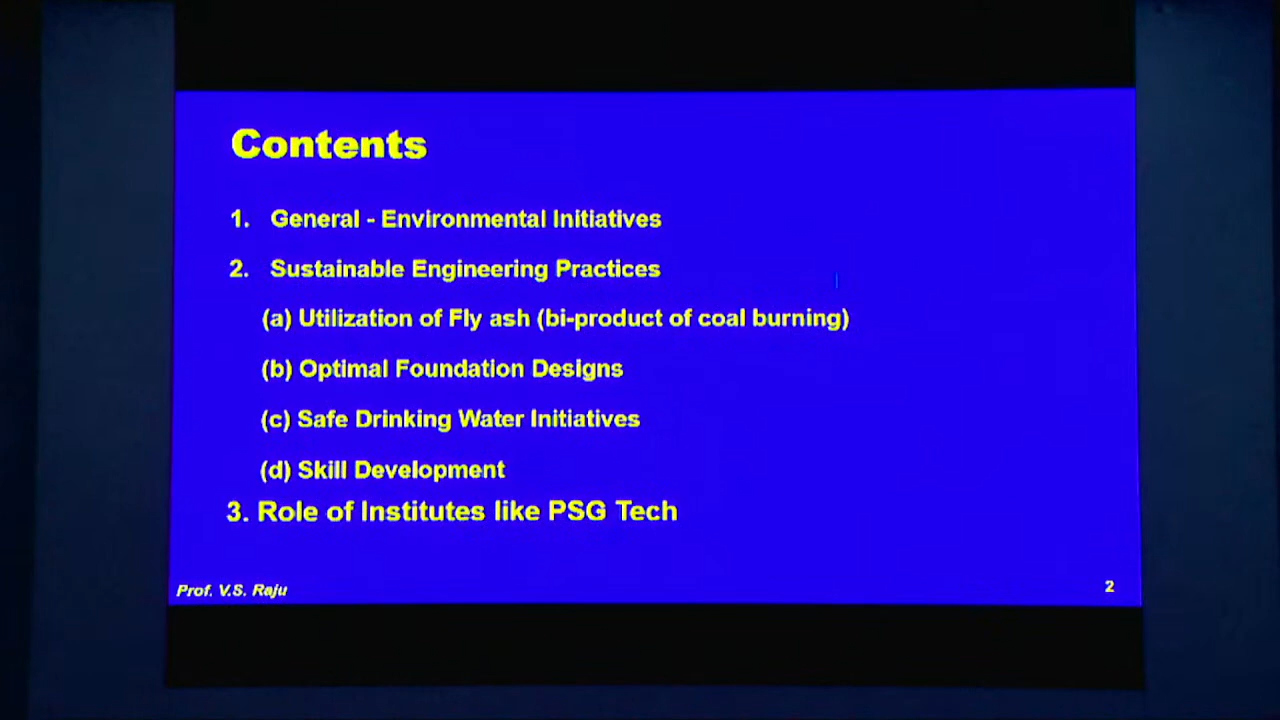 Contents
1. General - Environmental Initiatives
2. Sustainable Engineering Practices
(a) Utilization of Fly ash (bi-product of coal burning)
(b) Optimal Foundation Designs
(c) Safe Drinking Water Initiatives
(d) Skill Development
3. Role of Institutes like PSG Tech
Prof. V.S. Raju
2